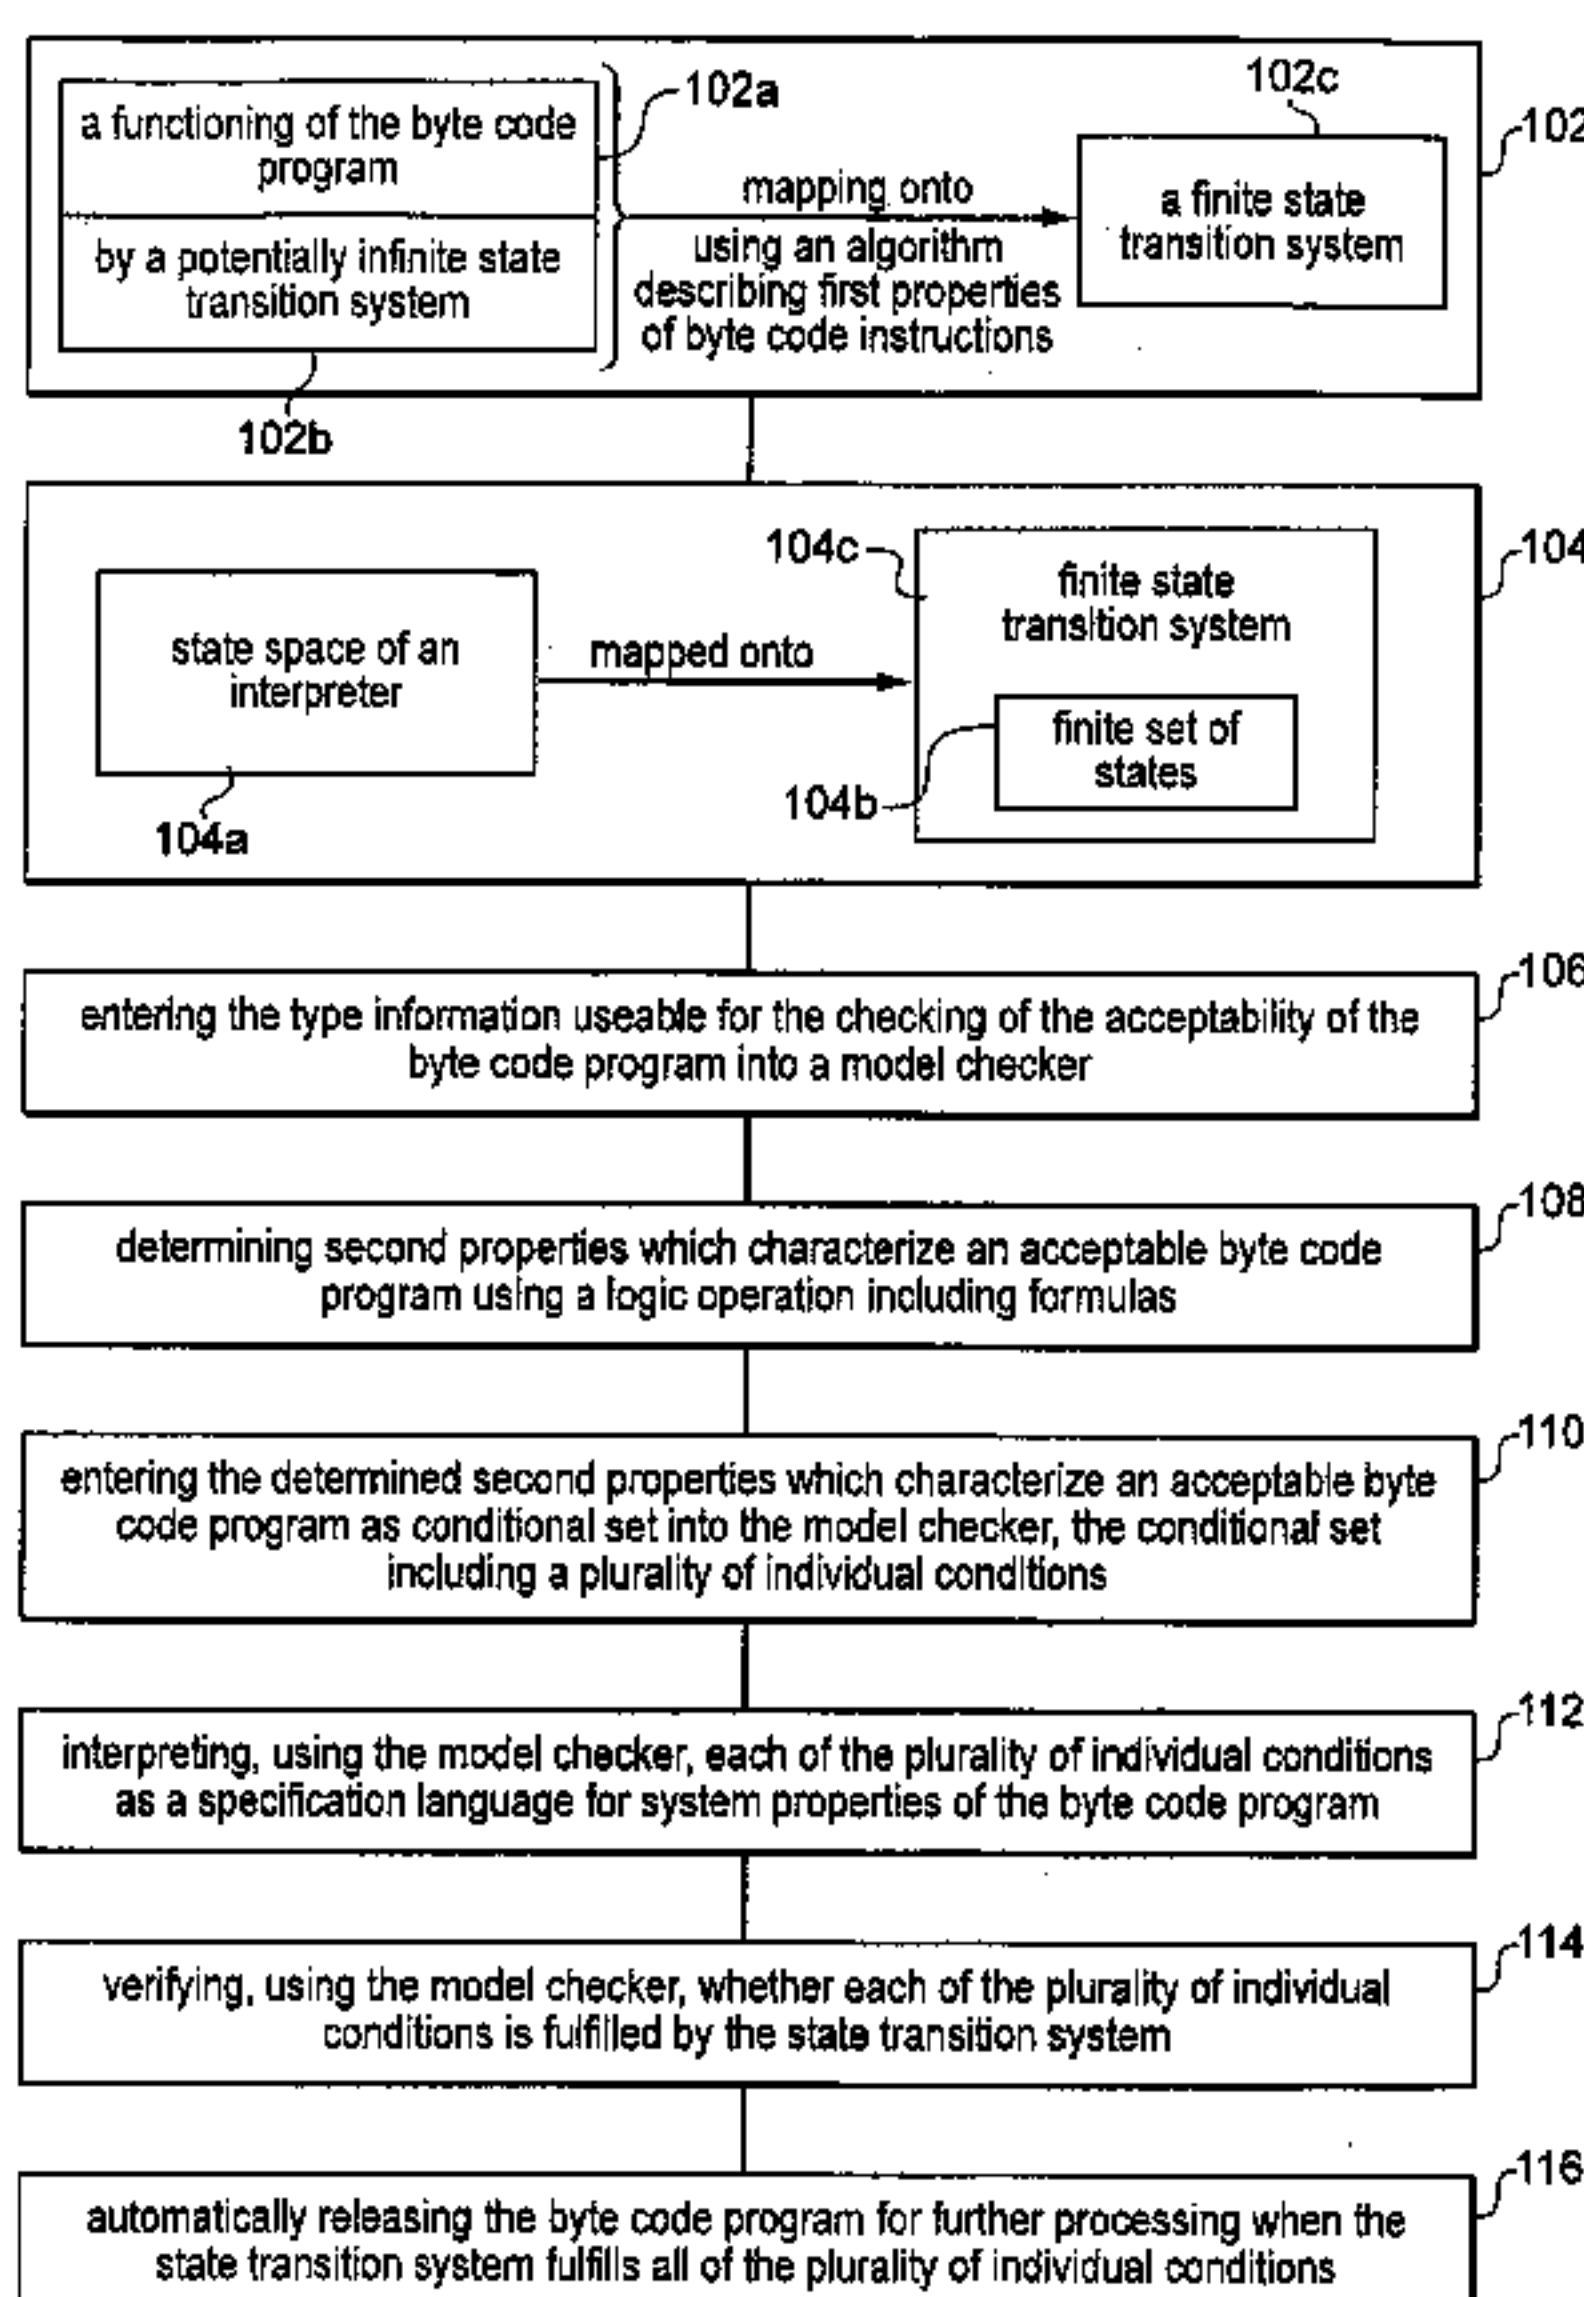 102a
102c
102
a functioning of the byte code
program
by a potentially infinite state
transition system
mapping onto
using an algorithm
describing first properties
of byte code instructions
a finite state
transition system
102b
104c
104
finite state
transition system
state space of an
interpreter
mapped onto
finite set of
states
104b
104a
106
entering the type information useable for the checking of the acceptability of the
byte code program into a model checker
108
determining second properties which characterize an acceptable byte code
program using a logic operation including formulas
110
entering the determined second properties which characterize an acceptable byte
code program as conditional set into the model checker, the conditional set
including a plurality of individual conditions
112
interpreting, using the model checker, each of the plurality of individual conditions
as a specification language for system properties of the byte code program
114
verifying, using the model checker, whether each of the plurality of individual
conditions is fulfilled by the state transition system
116
automatically releasing the byte code program for further processing when the
state transition system fulfills all of the plurality of individual conditions